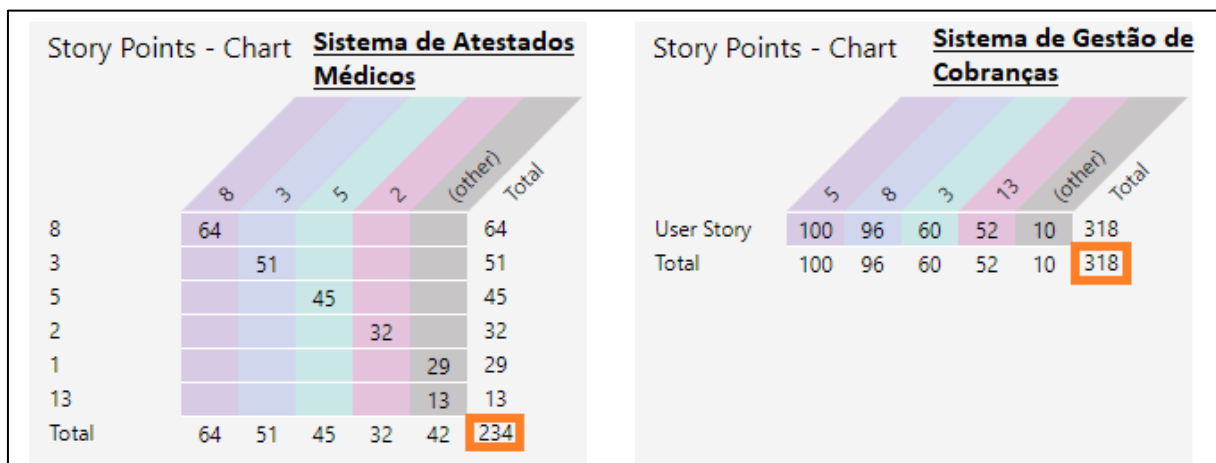 Story Points - Chart
Sistema de Atestados
Médicos
8 3 5 2 (other) Total
8 64 64
3 51 51
5 45 45
2 32 32
1 29 29
13 13 13
Total 64 51 45 32 42 234
Story Points - Chart
Sistema de Gestão de
Cobranças
5 8 3 13 (other) Total
User Story 100 96 60 52 10 318
Total 100 96 60 52 10 318